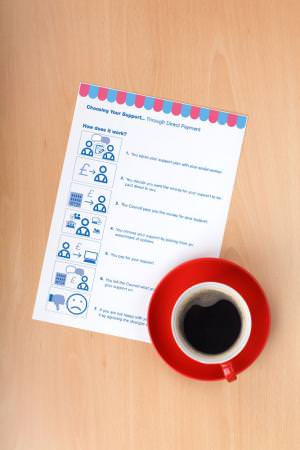 Choosing Your Support... Through Direct Payment
How does it work?
1. You agree your support plan with your social worker
2. You decide you want the money for your support to be
paid direct to you
£
3. The Council pays you the money for your support
£
4. You choose your support by picking from an
assortment of options
5. You pay for your support
£
6. You tell the Council
your support on
£
7. If you are not happy with
by agreeing the changes